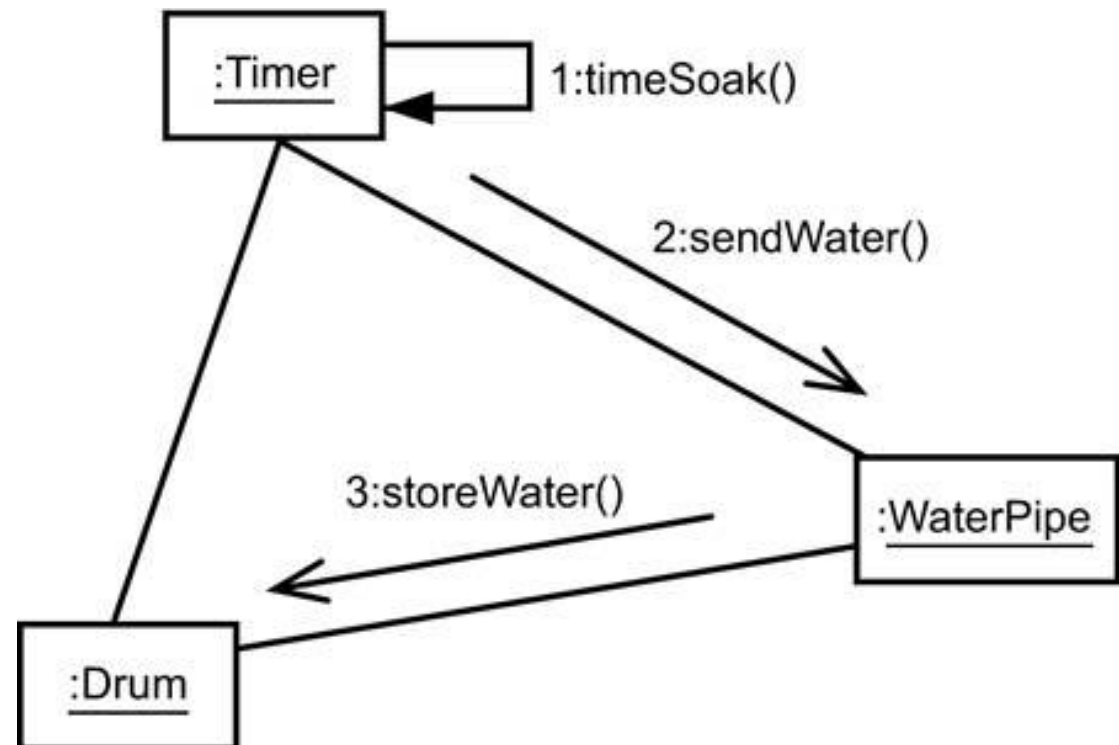 :Timer
1:timeSoak()
2:sendWater()
3:storeWater()
:WaterPipe
:Drum